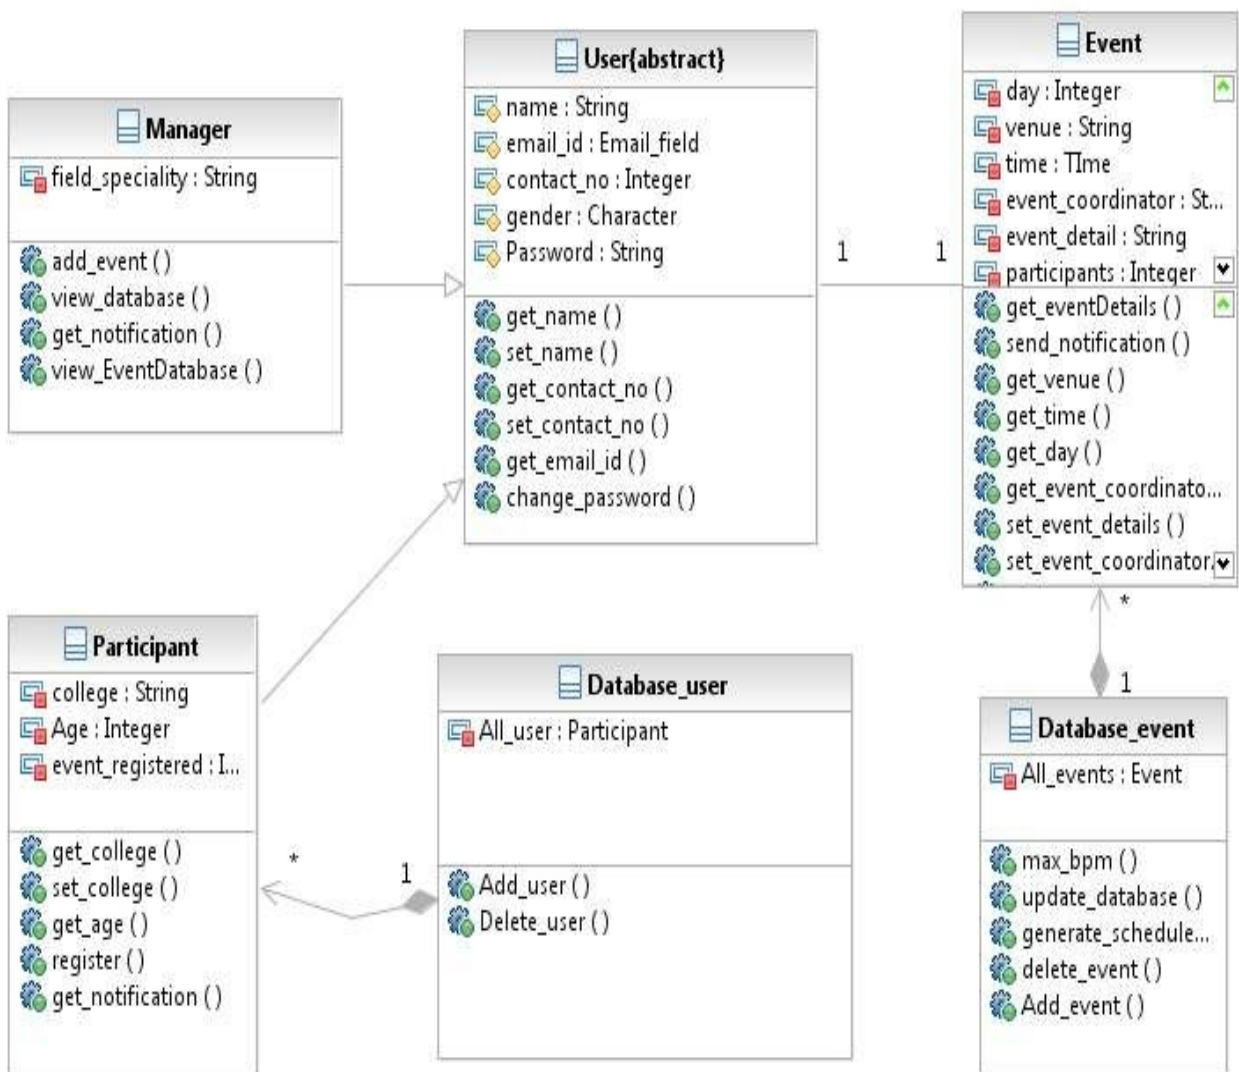 Manager
field_speciality : String
add_event ( )
view_database ( )
get_notification ( )
view_EventDatabase ( )
User{abstract}
name : String
email_id : Email_field
contact_no : Integer
gender : Character
Password : String
get_name ( )
set_name ( )
get_contact_no ( )
set_contact_no ( )
get_email_id ( )
change_password ( )
1
1
Event
day : Integer
venue : String
time : TIme
event_coordinator : St...
event_detail : String
participants : Integer
get_eventDetails ( )
send_notification ( )
get_venue ( )
get_time ( )
get_day ( )
get_event_coordinato...
set_event_details ( )
set_event_coordinator.
*
1
Participant
college : String
Age : Integer
event_registered : I...
get_college ( )
set_college ( )
get_age ( )
register ( )
get_notification ( )
*
1
Database_user
All_user : Participant
Add_user ( )
Delete_user ( )
Database_event
All_events : Event
max_bpm ( )
update_database ( )
generate_schedule...
delete_event ( )
Add_event ( )